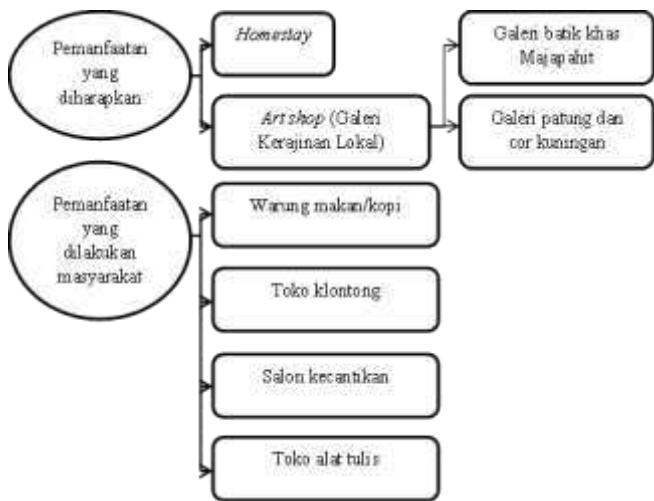 Pemanfaatan
yang
diharapkan
Homestay
Art shop (Galeri
Kerajinan Lokal)
Galeri batik khas
Majapahit
Galeri patung dan
cor kuningan
Pemanfaatan
yang
dilakukan
masyarakat
Warung makan/kopi
Toko klontong
Salon kecantikan
Toko alat tulis